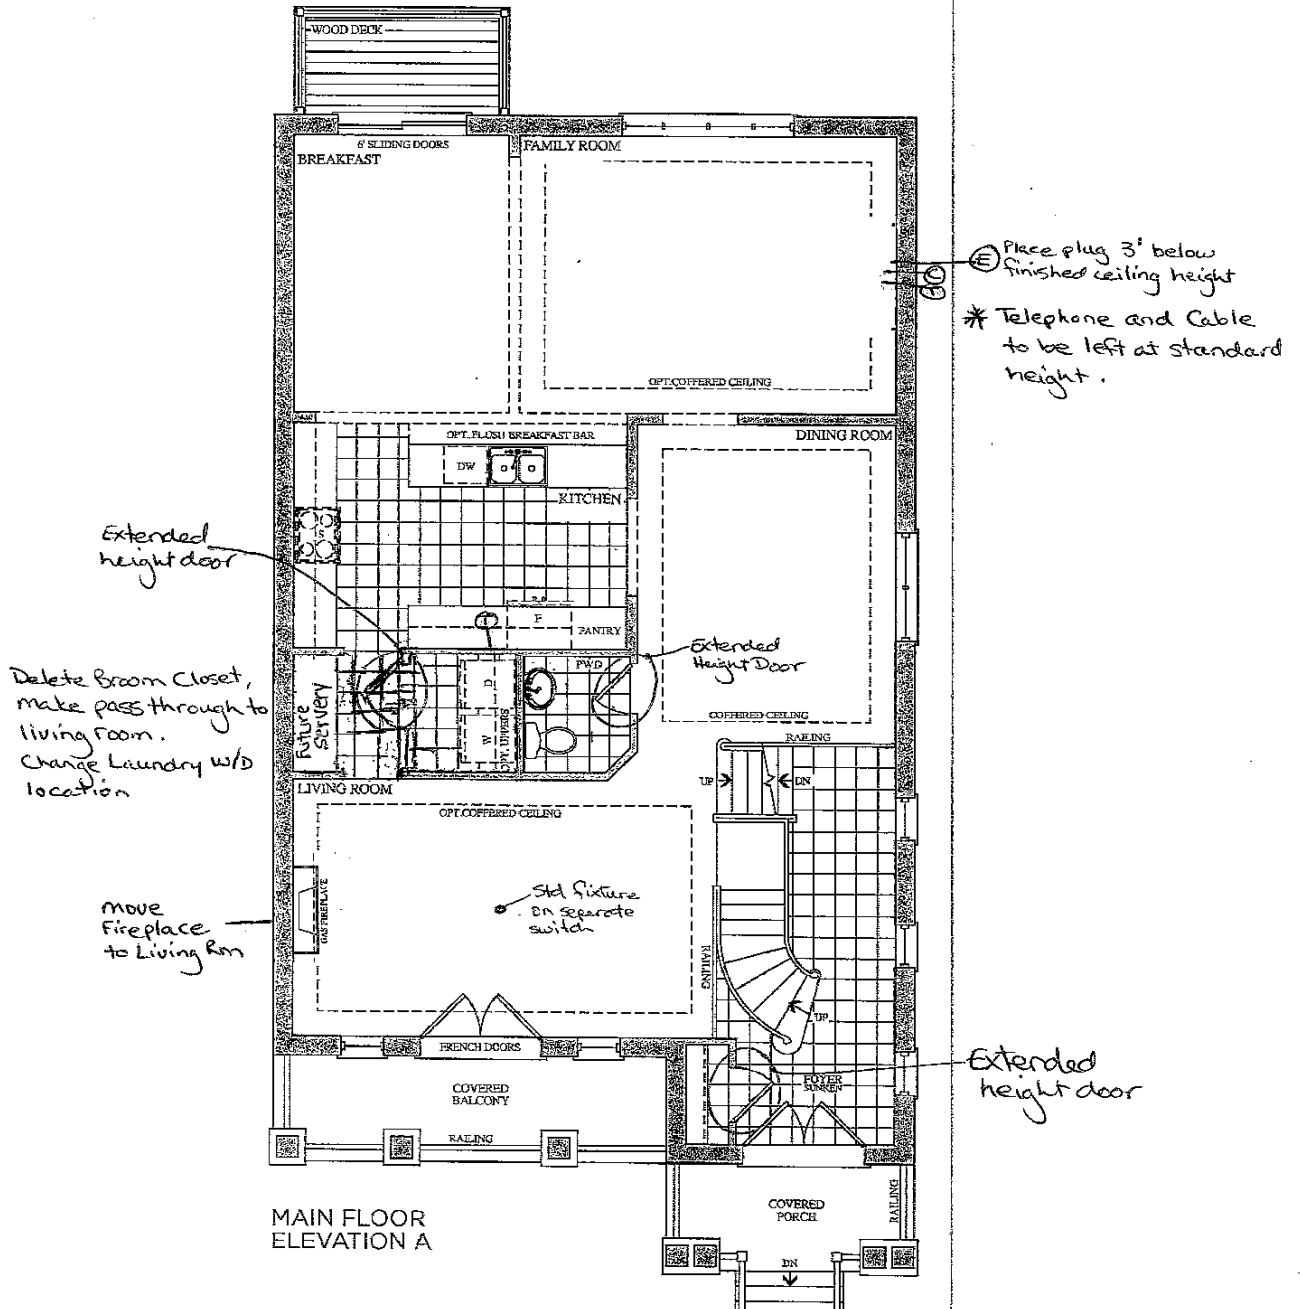 WOOD DECK
6' SLIDING DOORS
BREAKFAST
FAMILY ROOM
E
Place plug 3' below
finished ceiling height
* Telephone and Cable
to be left at standard
height.
OPT. COFFERED CEILING
OPT. FLUSH BREAKFAST BAR
DINING ROOM
DW
KITCHEN
S
Extended
height door
F
PANTRY
Extended
Height Door
PWD
Delete Broom Closet,
make pass through to
living room.
Change Laundry W/D
location
Future
Servery
D
W
OPT. UPPERS
COFFERED CEILING
RAILING
UP
DN
LIVING ROOM
OPT. COFFERED CEILING
move
Fireplace
to Living Rm
GAS FIREPLACE
Std fixture
on separate
switch
RAILING
UP
FRENCH DOORS
FOYER
SUNKEN
Extended
height door
COVERED
BALCONY
RAILING
MAIN FLOOR
ELEVATION A
COVERED
PORCH
RAILING
DN